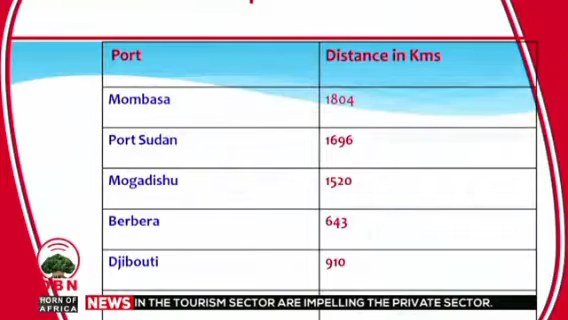 Port Distance in Kms
Mombasa 1804
Port Sudan 1696
Mogadishu 1520
Berbera 643
Djibouti 910
OBN
HORN OF
AFRICA
NEWS IN THE TOURISM SECTOR ARE IMPELLING THE PRIVATE SECTOR.